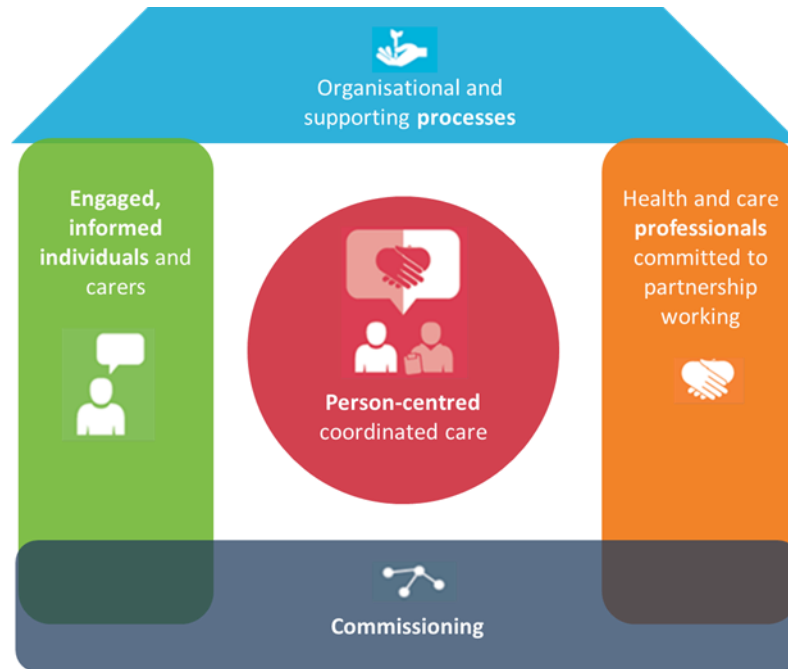 Organisational and
supporting processes
Engaged,
informed
individuals and
carers
Health and care
professionals
committed to
partnership
working
Person-centred
coordinated care
Commissioning